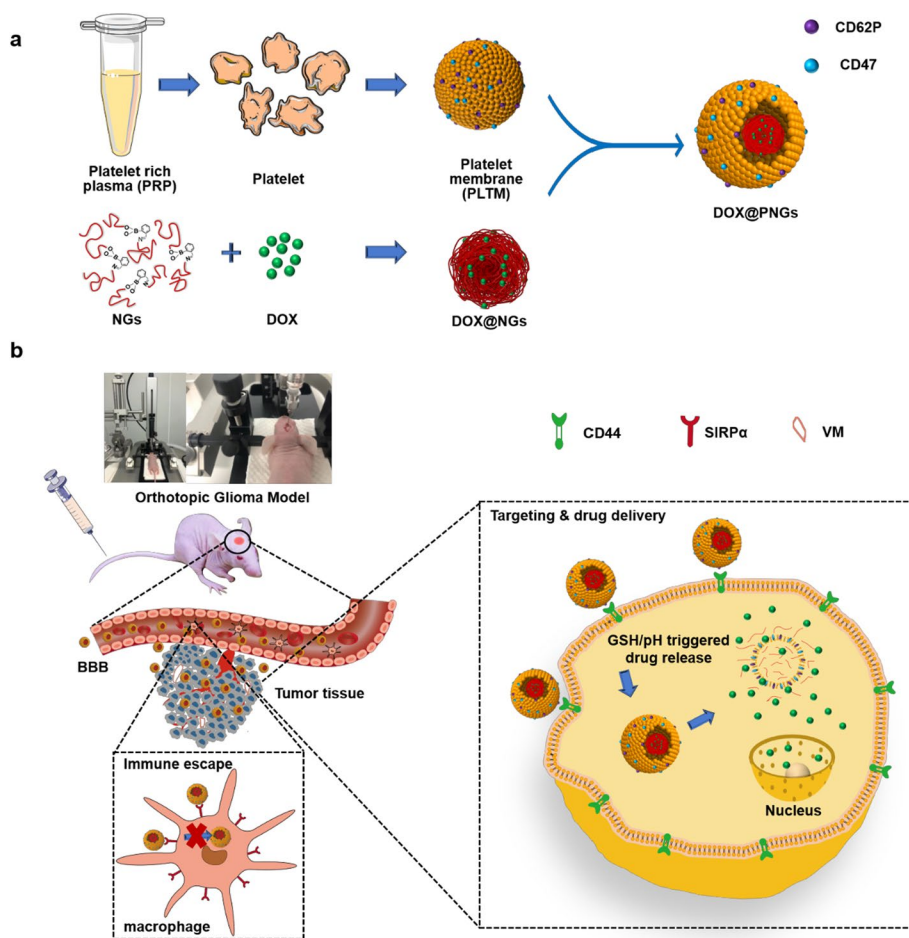 a
CD62P
CD47
Platelet rich
plasma (PRP)
Platelet
Platelet
membrane
(PLTM)
DOX@PNGs
NGs
DOX
DOX@NGs
b
Orthotopic Glioma Model
CD44
SIRPα
VM
BBB
Tumor tissue
Immune escape
macrophage
Targeting & drug delivery
GSH/pH triggered
drug release
Nucleus